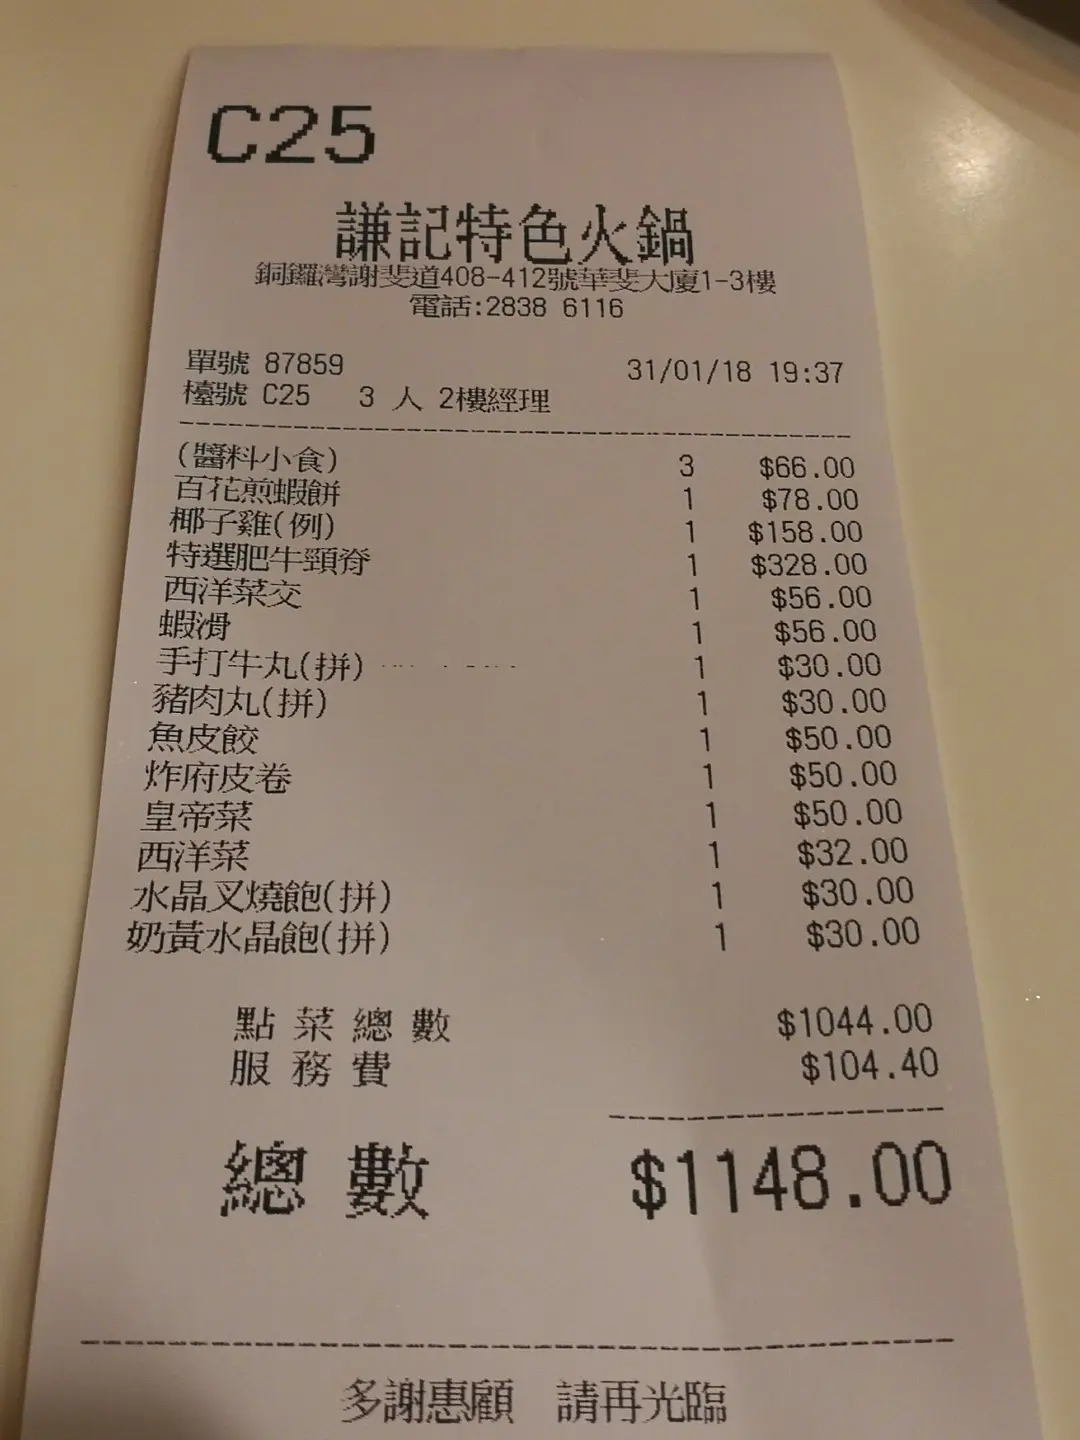 C25
謙記特色火鍋
銅鑼灣謝斐道408-412號華斐大廈1-3樓
電話:2838 6116
單號 87859 31/01/18 19:37
檯號 C25 3 人 2樓經理
(醬料小食) 3 $66.00
百花煎蝦餅 1 $78.00
椰子雞(例) 1 $158.00
特選肥牛頸脊 1 $328.00
西洋菜交 1 $56.00
蝦滑 1 $56.00
手打牛丸(拼) 1 $30.00
豬肉丸(拼) 1 $30.00
魚皮餃 1 $50.00
炸府皮卷 1 $50.00
皇帝菜 1 $50.00
西洋菜 1 $32.00
水晶叉燒飽(拼) 1 $30.00
奶黃水晶飽(拼) 1 $30.00
點菜總數 $1044.00
服務費 $104.40
總數 $1148.00
多謝惠顧 請再光臨